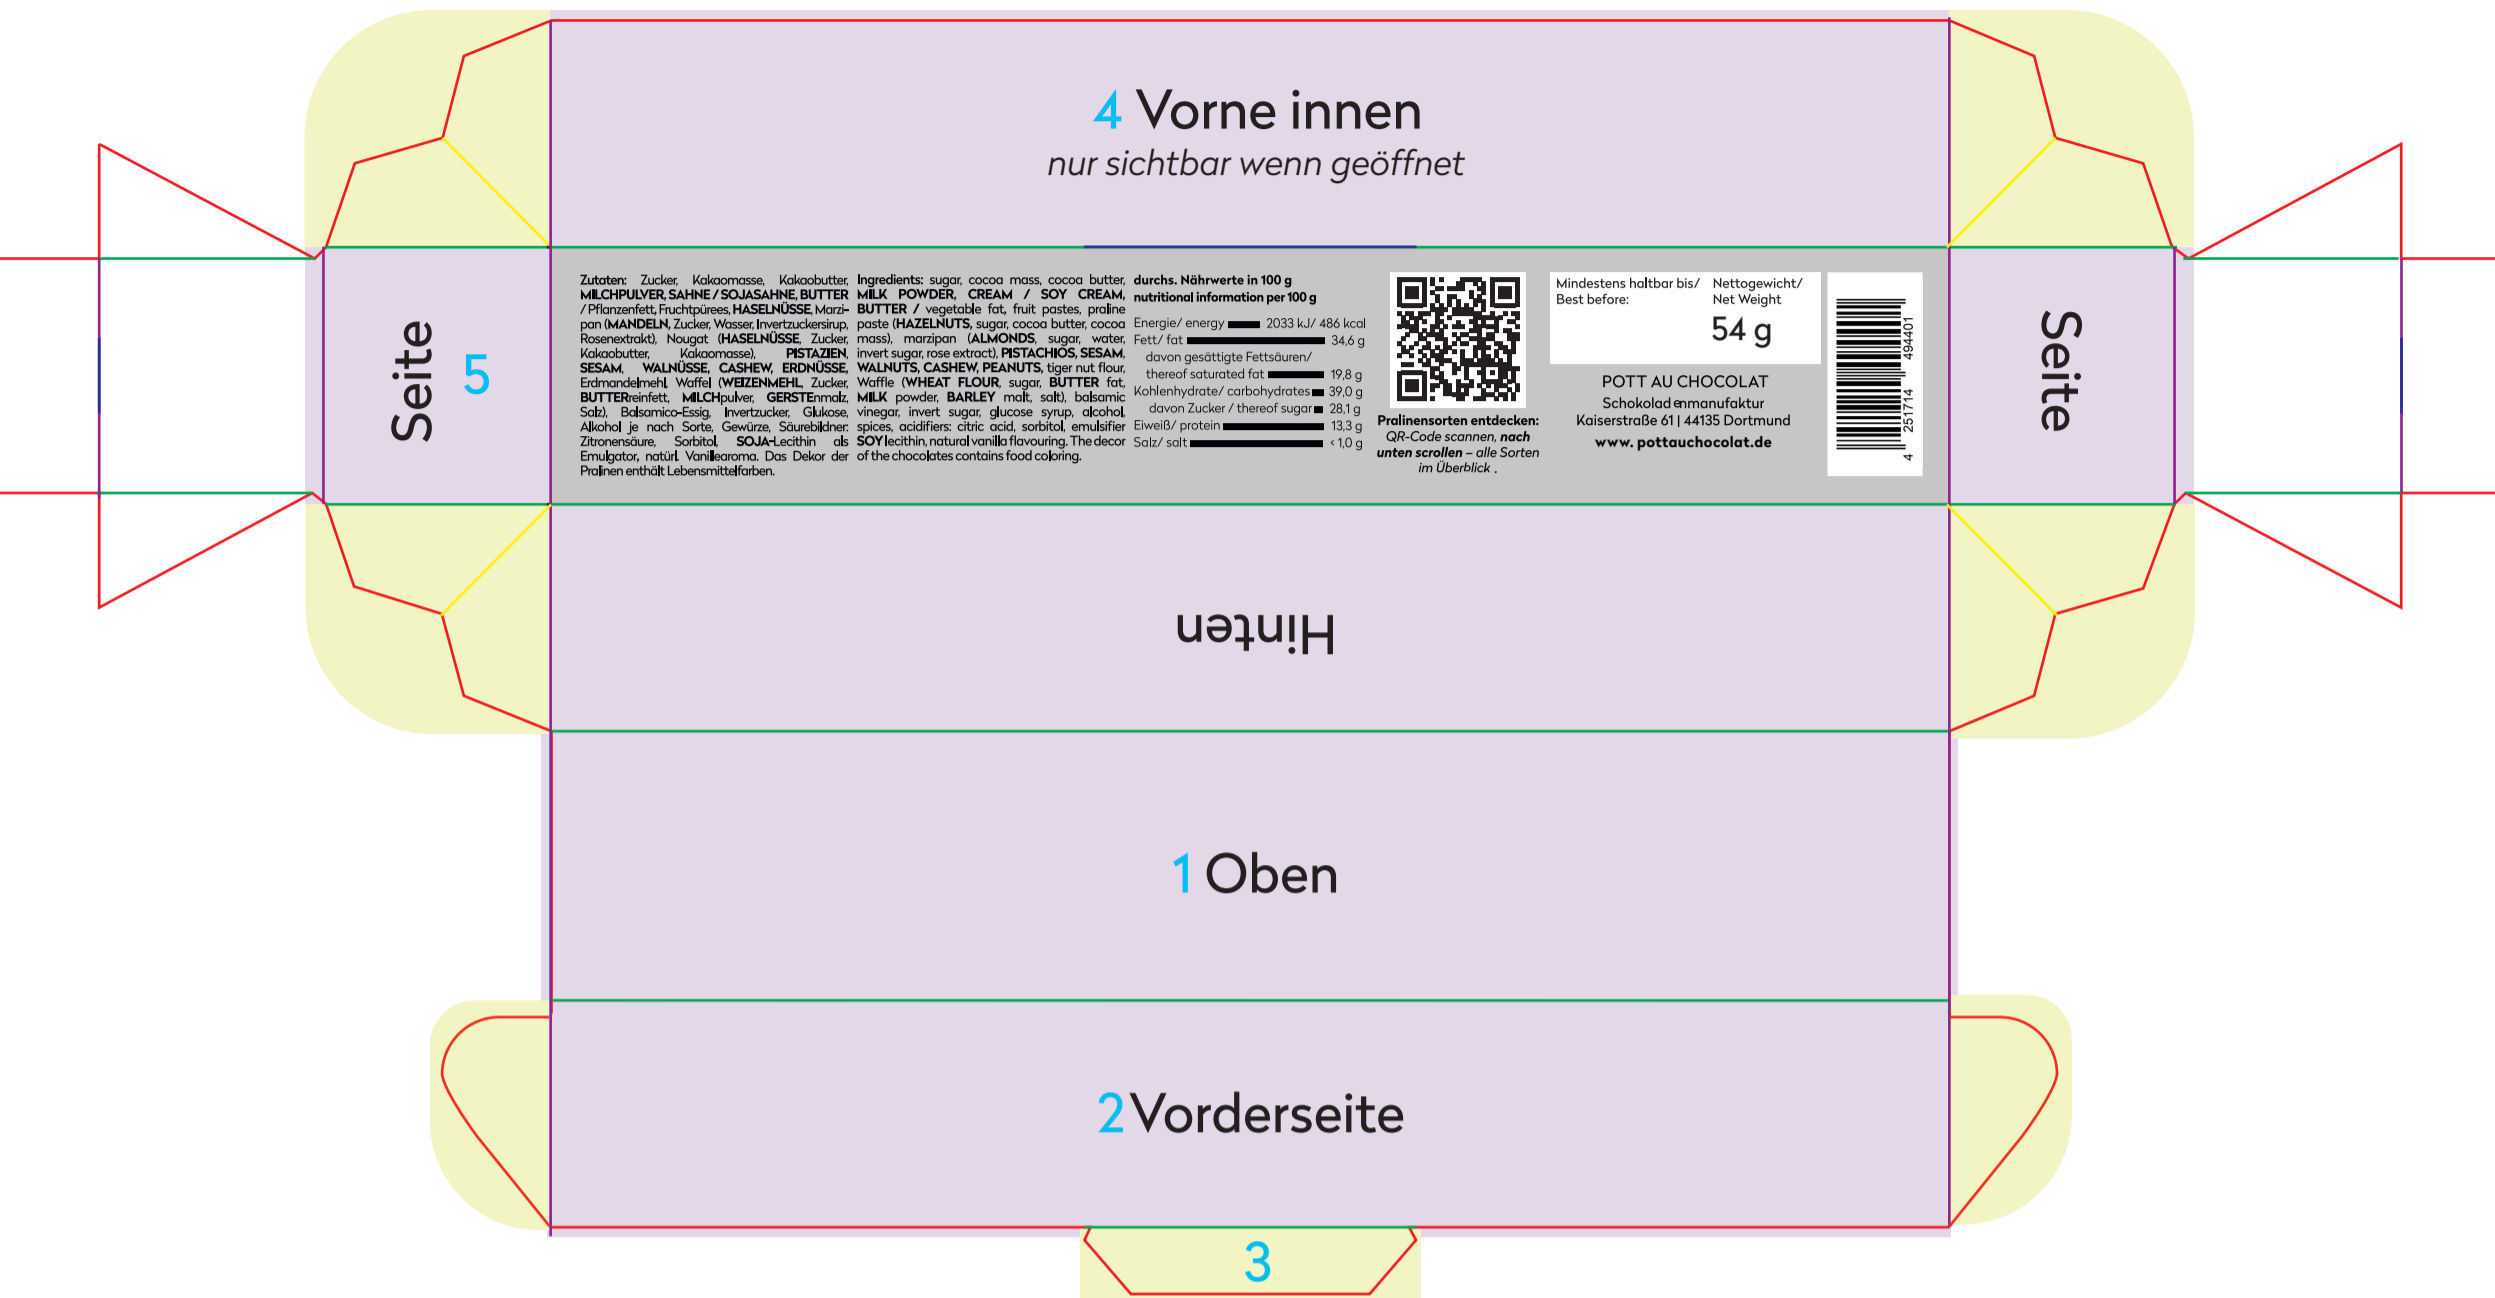 4 Vorne innen
nur sichtbar wenn geöffnet
Seite
5
Zutaten: Zucker, Kakaomasse, Kakaobutter,
MILCHPULVER, SAHNE / SOJASAHNE, BUTTER
/ Pflanzenfett, Fruchtpürees, HASELNÜSSE, Marzi-
pan (MANDELN, Zucker, Wasser, Invertzuckersirup,
Rosenextrakt), Nougat (HASELNÜSSE, Zucker,
Kakaobutter, Kakaomasse), PISTAZIEN,
SESAM, WALNÜSSE, CASHEW, ERDNÜSSE,
Erdmandelmehl, Waffel (WEIZENMEHL, Zucker,
BUTTERreinfett, MILCHpulver, GERSTEnmalz,
Salz), Balsamico-Essig, Invertzucker, Glukose,
Alkohol je nach Sorte, Gewürze, Säurebildner:
Zitronensäure, Sorbitol, SOJA-Lecithin als
Emulgator, natürl. Vanillearoma. Das Dekor der
Pralinen enthält Lebensmittelfarben.
Ingredients: sugar, cocoa mass, cocoa butter,
MILK POWDER, CREAM / SOY CREAM,
BUTTER / vegetable fat, fruit pastes, praline
paste (HAZELNUTS, sugar, cocoa butter, cocoa
mass), marzipan (ALMONDS, sugar, water,
invert sugar, rose extract), PISTACHIOS, SESAM,
WALNUTS, CASHEW, PEANUTS, tiger nut flour,
Waffle (WHEAT FLOUR, sugar, BUTTER fat,
MILK powder, BARLEY malt, salt), balsamic
vinegar, invert sugar, glucose syrup, alcohol,
spices, acidifiers: citric acid, sorbitol, emulsifier
SOY lecithin, natural vanilla flavouring. The decor
of the chocolates contains food coloring.
durchs. Nährwerte in 100 g
nutritional information per 100 g
Energie/ energy 2033 kJ/ 486 kcal
Fett/ fat 34,6 g
davon gesättigte Fettsäuren/
thereof saturated fat 19,8 g
Kohlenhydrate/ carbohydrates 39,0 g
davon Zucker / thereof sugar 28,1 g
Eiweiß/ protein 13,3 g
Salz/ salt < 1,0 g
Pralinensorten entdecken:
QR-Code scannen, nach
unten scrollen – alle Sorten
im Überblick .
Mindestens haltbar bis/
Best before:
Nettogewicht/
Net Weight
54 g
POTT AU CHOCOLAT
Schokoladenmanufaktur
Kaiserstraße 61 | 44135 Dortmund
www. pottauchocolat.de
4 251714 494401
Seite
Hinten
1 Oben
2 Vorderseite
3